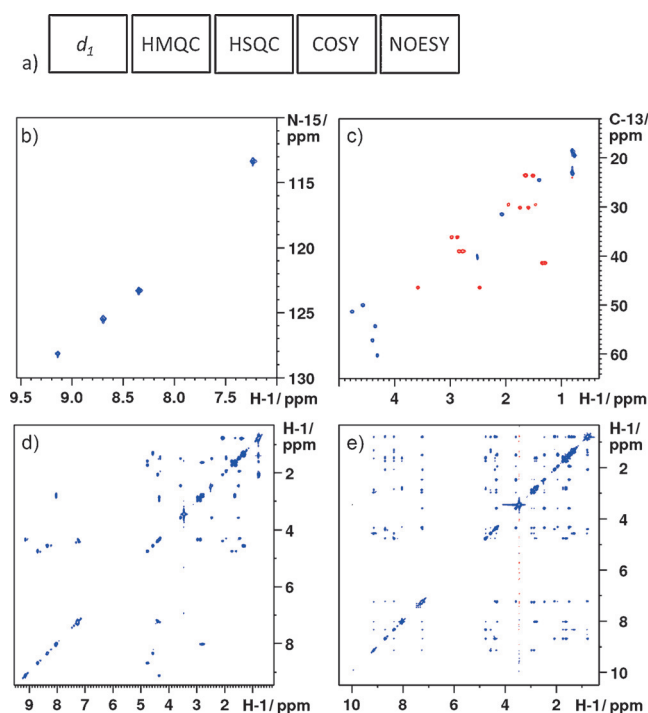 a) d₁ HMQC HSQC COSY NOESY
b) N-15/ ppm
115
120
125
130
9.5 9.0 8.5 8.0 7.5
H-1/ ppm
c) C-13/ ppm
20
30
40
50
60
4 3 2 1
H-1/ ppm
d) H-1/ ppm
2
4
6
8
9 8 7 6 5 4 3 2 1
H-1/ ppm
e) H-1/ ppm
2
4
6
8
10
10 8 6 4 2
H-1/ ppm